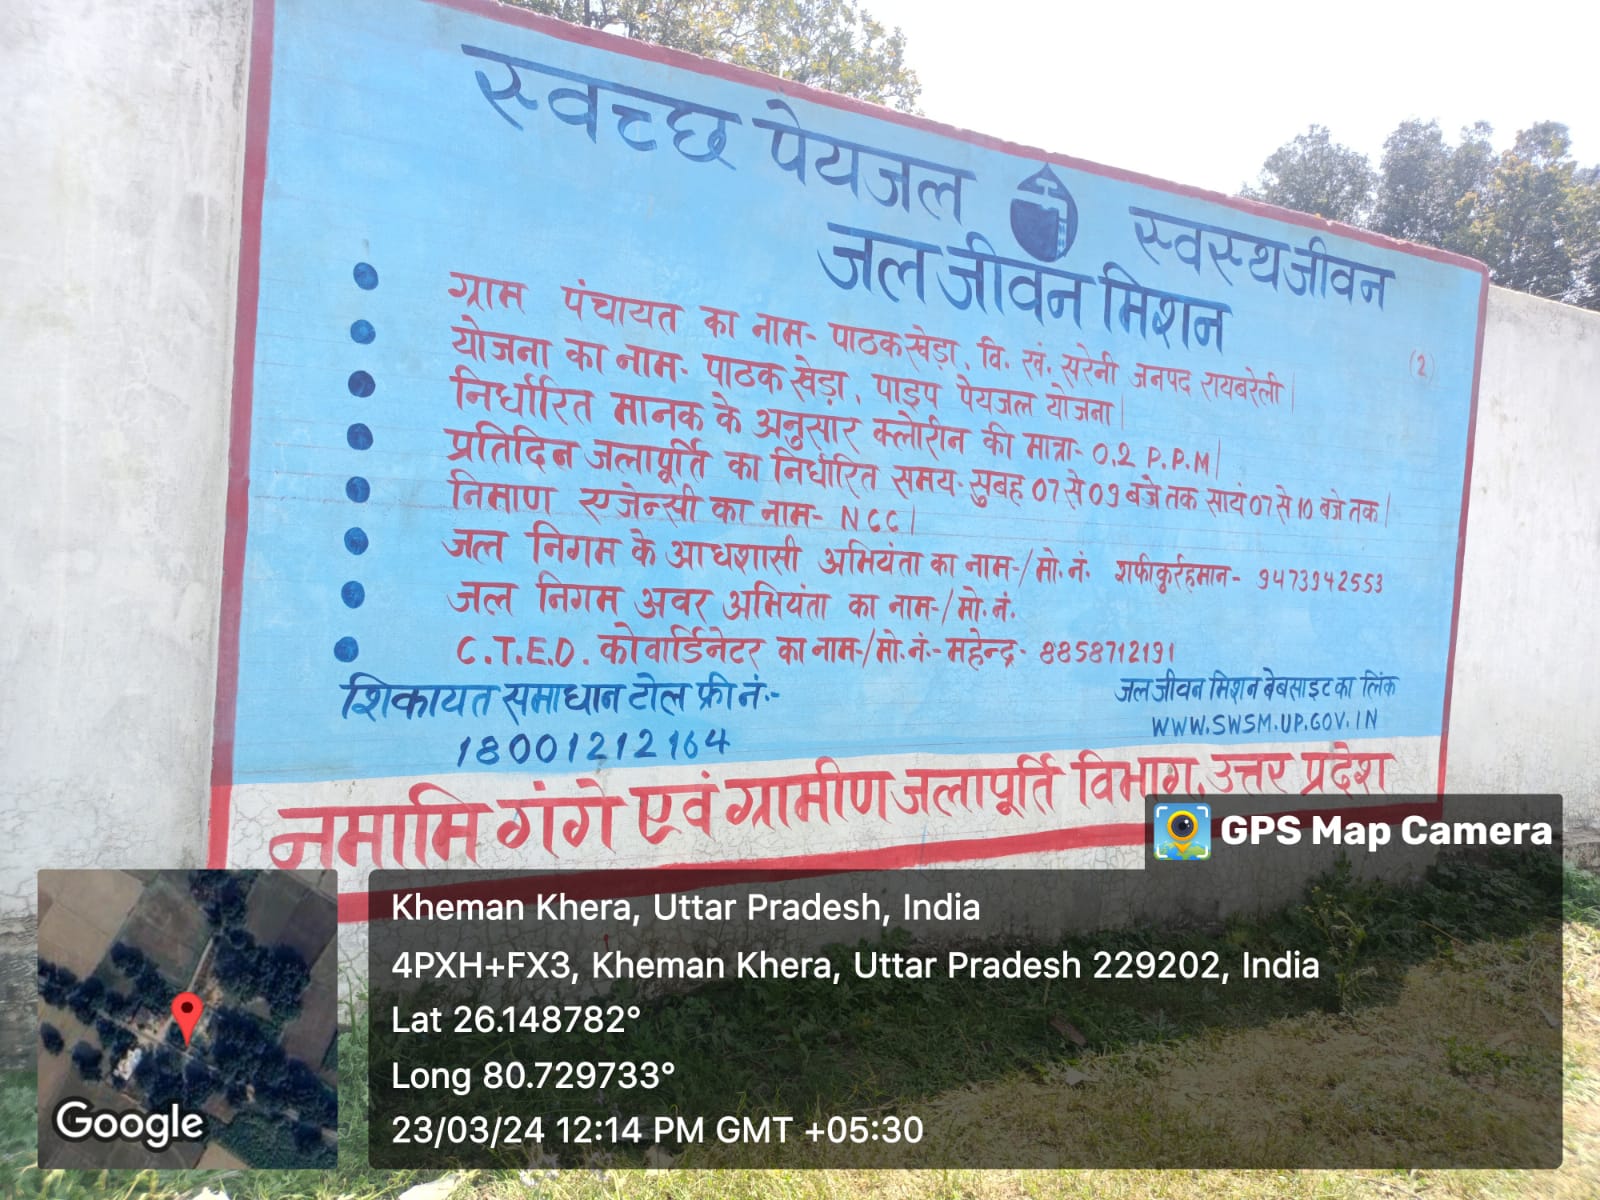 स्वच्छ पेयजल स्वस्थ जीवन
जल जीवन मिशन
(2)
ग्राम पंचायत का नाम- पाठक खेड़ा, वि. खं. सरेनी जनपद रायबरेली।
योजना का नाम- पाठक खेड़ा, पाइप पेयजल योजना।
निर्धारित मानक के अनुसार क्लोरीन की मात्रा- 0.2 P.P.M।
प्रतिदिन जलापूर्ति का निर्धारित समय- सुबह 07 से 09 बजे तक सायं 07 से 10 बजे तक।
निमाण एजेन्सी का नाम- NCC।
जल निगम के आधशासी अभियंता का नाम-/मो.नं. शफीकुर्रहमान- 9473942553
जल निगम अवर अभियंता का नाम-/मो.नं.
C.T.E.D. कोवार्डिनेटर का नाम-/मो.नं.- महेन्द्र- 8858712191
शिकायत समाधान टोल फ्री नं:-
18001212164
जल जीवन मिशन बेबसाइट का लिंक
WWW.SWSM.UP.GOV.IN
नमामि गंगे एवं ग्रामीण जलापूर्ति विभाग, उत्तर प्रदेश
GPS Map Camera
Kheman Khera, Uttar Pradesh, India
4PXH+FX3, Kheman Khera, Uttar Pradesh 229202, India
Lat 26.148782°
Long 80.729733°
23/03/24 12:14 PM GMT +05:30
Google